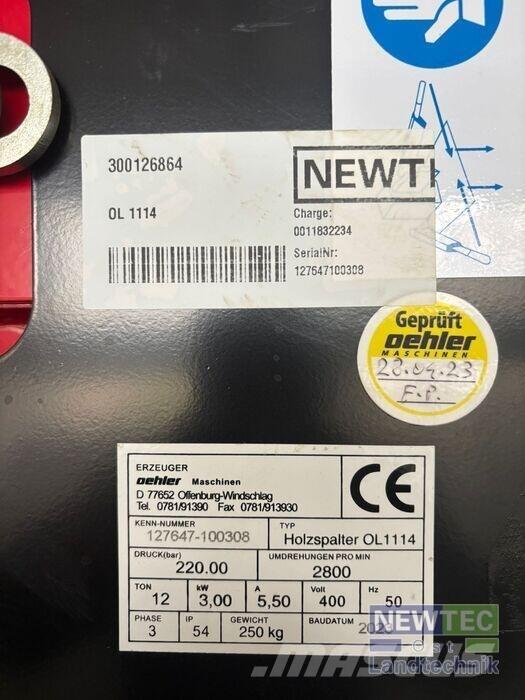 300126864
NEWT
OL 1114
Charge:
0011832234
SerialNr:
127647100308
Geprüft
oehler
MASCHINEN
28.04.23
F.P.
ERZEUGER
oehler Maschinen
D 77652 Offenburg-Windschlag
Tel. 0781/91390 Fax 0781/913930
CE
KENN-NUMMER TYP
127647-100308 Holzspalter OL1114
DRUCK(bar) UMDREHUNGEN PRO MIN
220.00 2800
TON kW A Volt Hz
12 3,00 5,50 400 50
PHASE IP GEWICHT BAUDATUM
3 54 250 kg
NEWTEC
Ost
Landtechnik
MASCUS